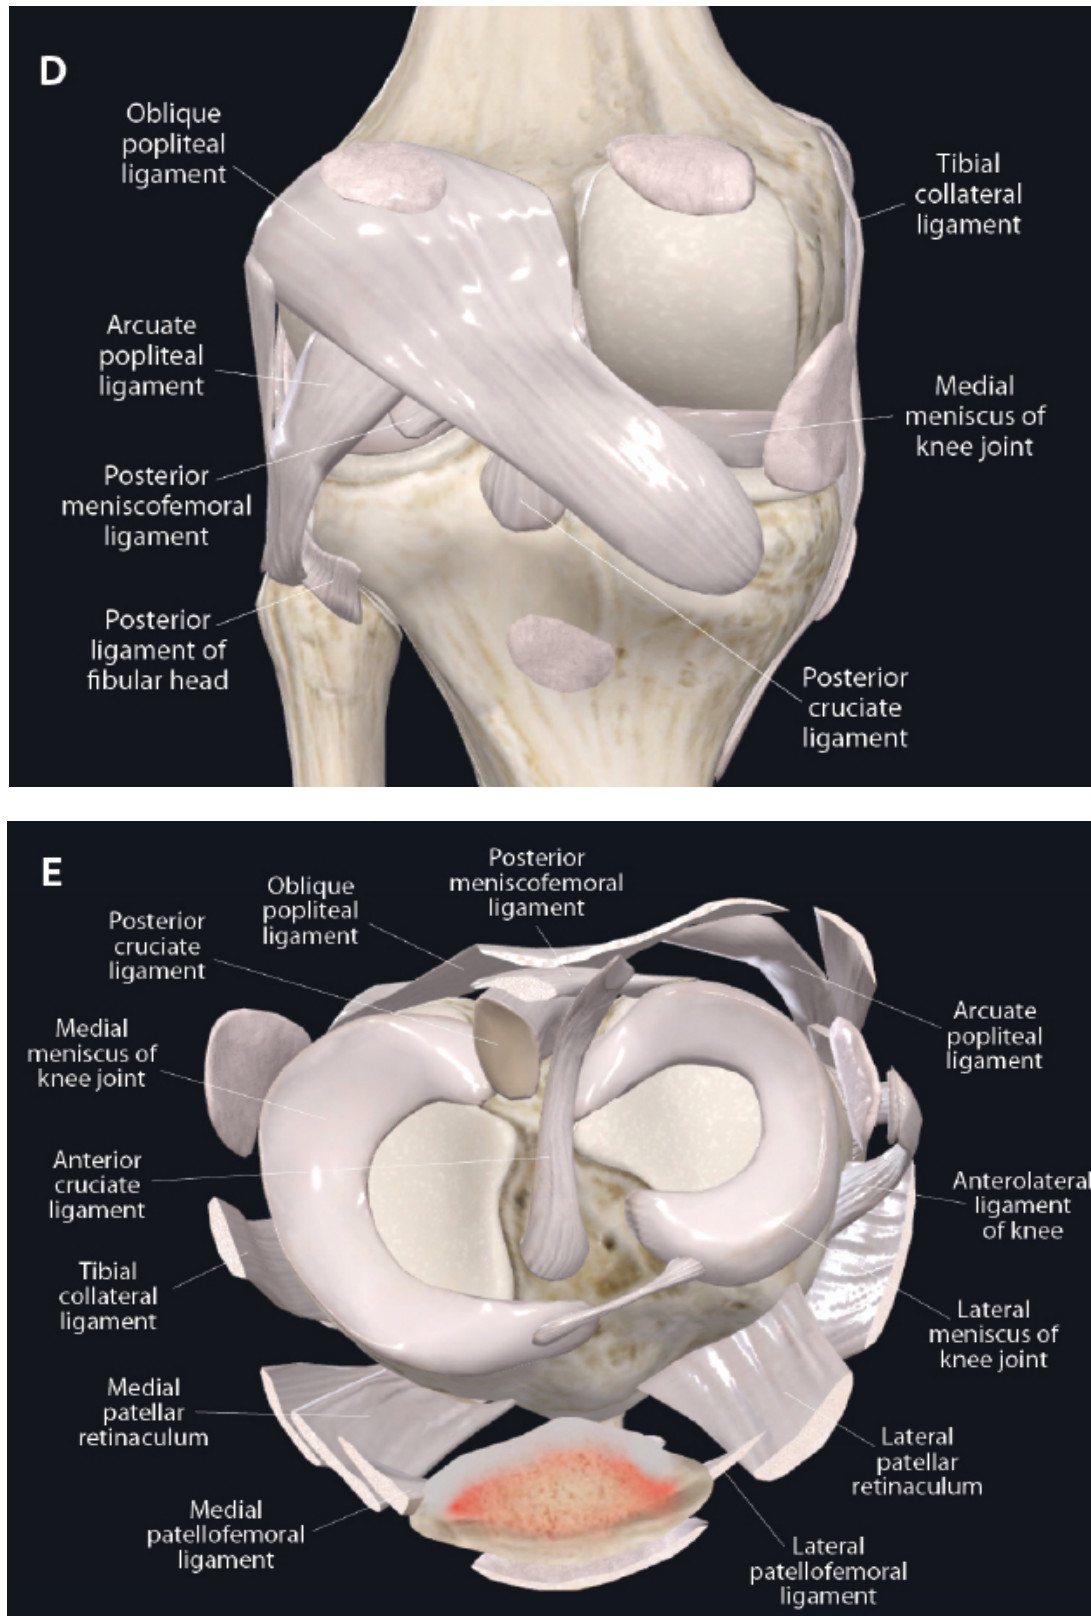 D
Oblique
popliteal
ligament
Tibial
collateral
ligament
Arcuate
popliteal
ligament
Medial
meniscus of
knee joint
Posterior
meniscofemoral
ligament
Posterior
ligament of
fibular head
Posterior
cruciate
ligament
E
Posterior
meniscofemoral
ligament
Oblique
popliteal
ligament
Posterior
cruciate
ligament
Medial
meniscus of
knee joint
Arcuate
popliteal
ligament
Anterior
cruciate
ligament
Anterolateral
ligament
of knee
Tibial
collateral
ligament
Lateral
meniscus of
knee joint
Medial
patellar
retinaculum
Lateral
patellar
retinaculum
Medial
patellofemoral
ligament
Lateral
patellofemoral
ligament